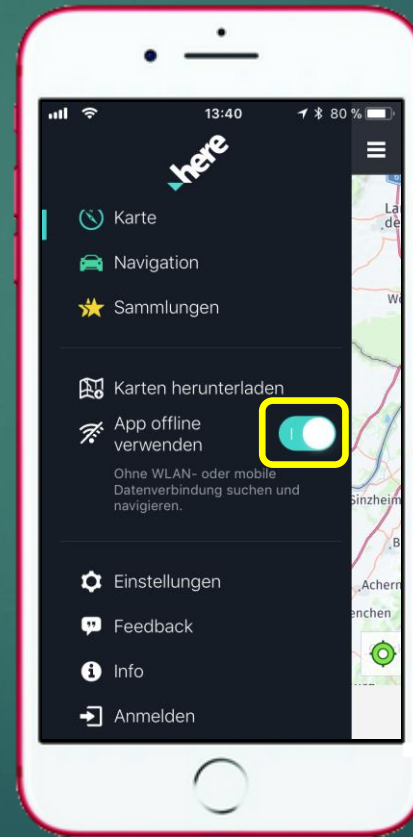 13:40
80 %
here
Karte
Navigation
Sammlungen
Karten herunterladen
App offline
verwenden
Ohne WLAN- oder mobile
Datenverbindung suchen und
navigieren.
Sinzheim
Achern
Einstellungen
Feedback
Info
Anmelden